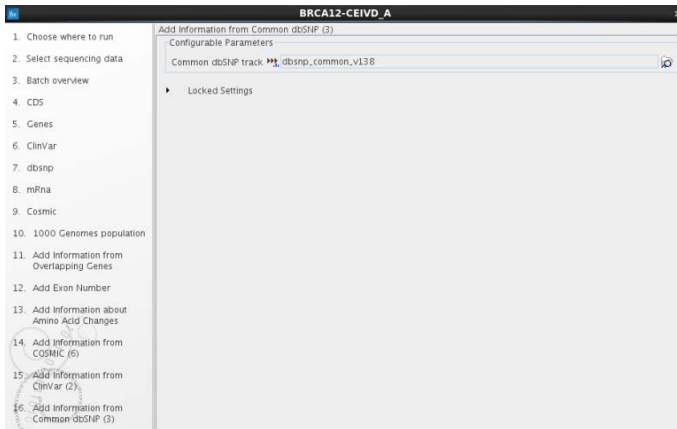 BRCA12-CEIVD_A
1. Choose where to run
2. Select sequencing data
3. Batch overview
4. CDS
5. Genes
6. ClinVar
7. dbsnp
8. mRna
9. Cosmic
10. 1000 Genomes population
11. Add Information from
Overlapping Genes
12. Add Exon Number
13. Add Information about
Amino Acid Changes
14. Add Information from
COSMIC (6)
15. Add Information from
ClinVar (2)
16. Add Information from
Common dbSNP (3)
Add Information from Common dbSNP (3)
Configurable Parameters
Common dbSNP track dbsnp_common_v138
Locked Settings